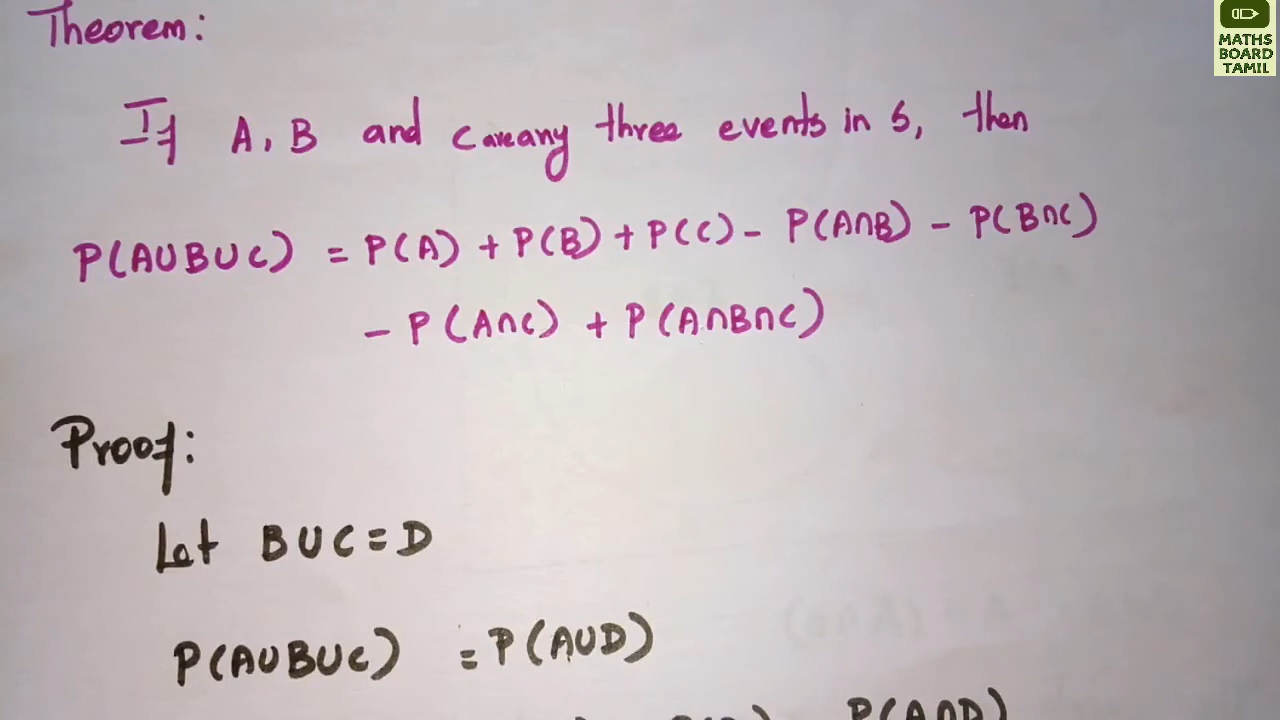 Theorem:
MATHS
BOARD
TAMIL
If A, B and C are any three events in S, then
P(A∪B∪C) = P(A) + P(B) + P(C) - P(A∩B) - P(B∩C)
- P(A∩C) + P(A∩B∩C)
Proof:
Let B∪C = D
P(A∪B∪C) = P(A∪D)
P(A∩D)